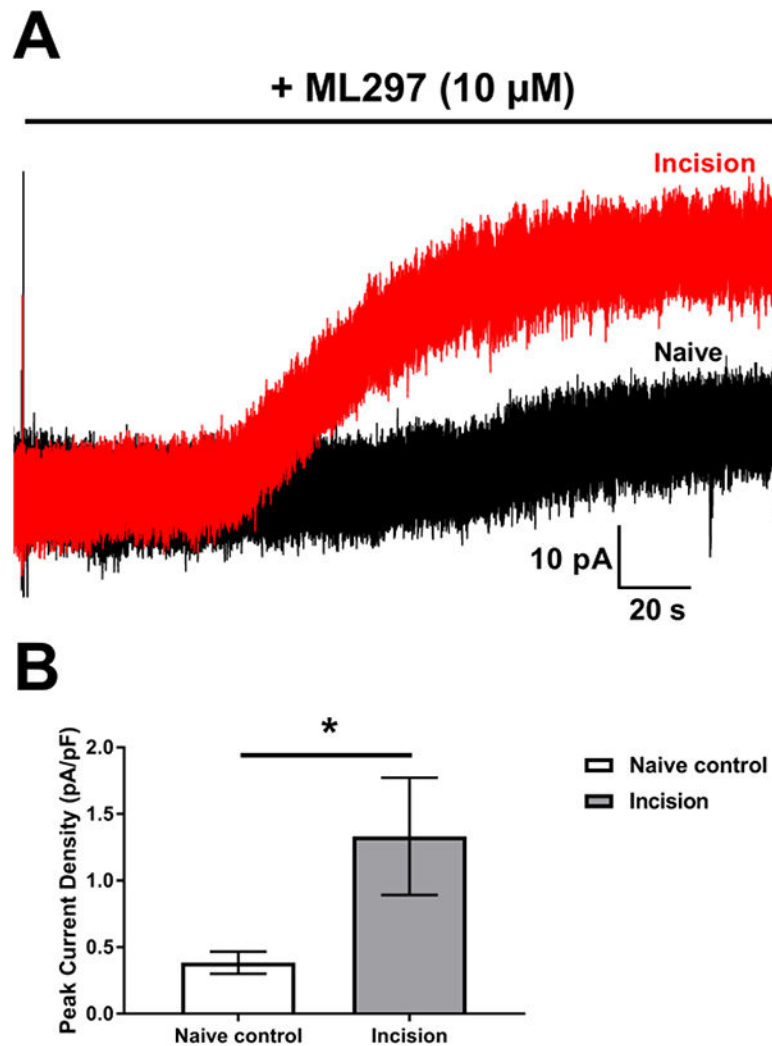 A
+ ML297 (10 µM)
Incision
Naive
10 pA
20 s
B
*
Peak Current Density (pA/pF)
2.0
1.5
1.0
0.5
0.0
Naive control
Incision
Naive control
Incision